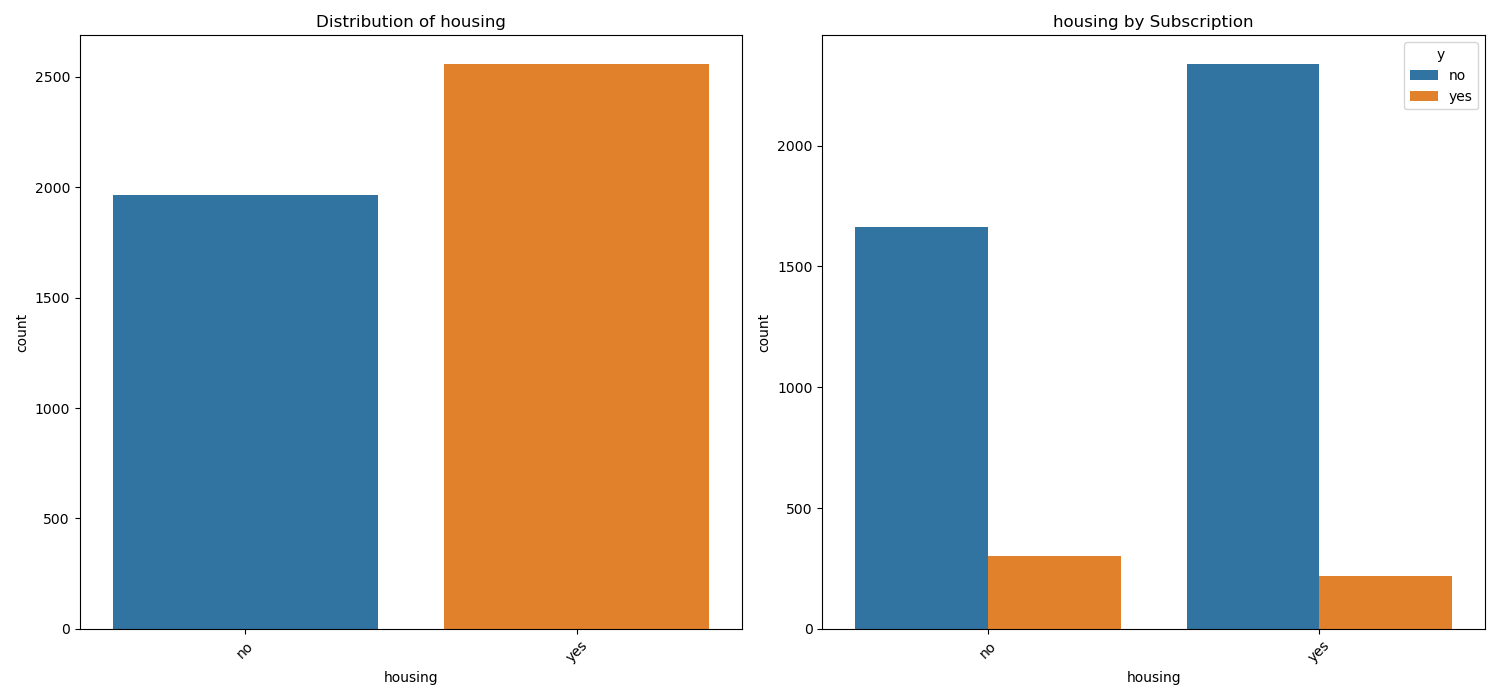 Distribution of housing
2500
2000
1500
1000
500
0
count
no
yes
housing
housing by Subscription
y
no
yes
2000
1500
1000
500
0
count
no
yes
housing